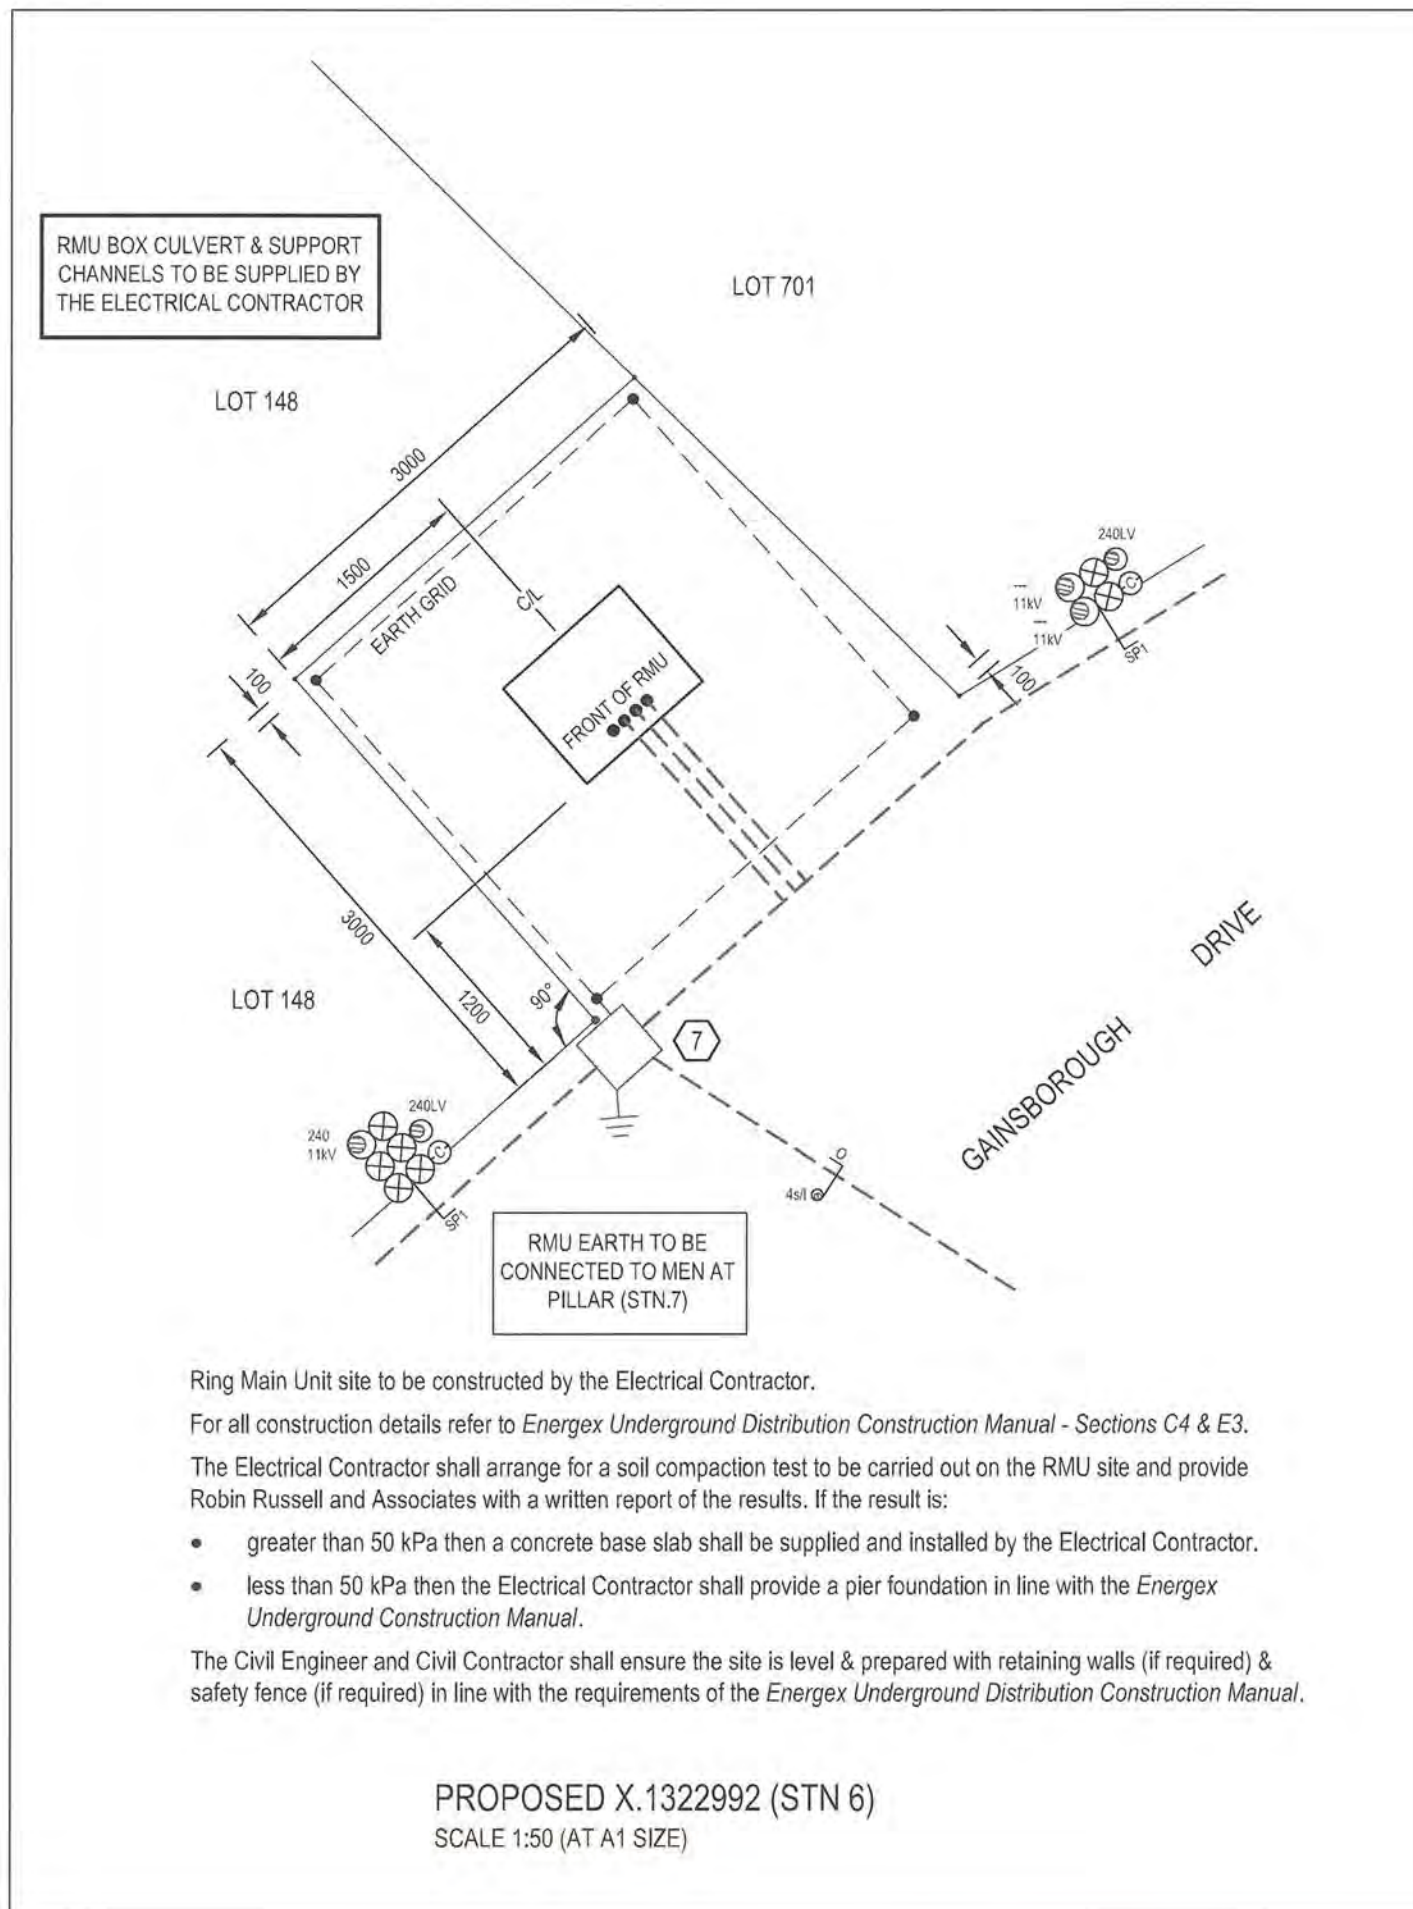 RMU BOX CULVERT & SUPPORT
CHANNELS TO BE SUPPLIED BY
THE ELECTRICAL CONTRACTOR
LOT 701
LOT 148
3000
1500
EARTH GRID
C/L
100
FRONT OF RMU
240LV
11kV
11kV
SP1
100
3000
1200
90°
LOT 148
7
GAINSBOROUGH DRIVE
240LV
240
11kV
C
SP1
4s/l
O
RMU EARTH TO BE
CONNECTED TO MEN AT
PILLAR (STN.7)
Ring Main Unit site to be constructed by the Electrical Contractor.
For all construction details refer to Energex Underground Distribution Construction Manual - Sections C4 & E3.
The Electrical Contractor shall arrange for a soil compaction test to be carried out on the RMU site and provide
Robin Russell and Associates with a written report of the results. If the result is:
• greater than 50 kPa then a concrete base slab shall be supplied and installed by the Electrical Contractor.
• less than 50 kPa then the Electrical Contractor shall provide a pier foundation in line with the Energex
Underground Construction Manual.
The Civil Engineer and Civil Contractor shall ensure the site is level & prepared with retaining walls (if required) &
safety fence (if required) in line with the requirements of the Energex Underground Distribution Construction Manual.
PROPOSED X.1322992 (STN 6)
SCALE 1:50 (AT A1 SIZE)